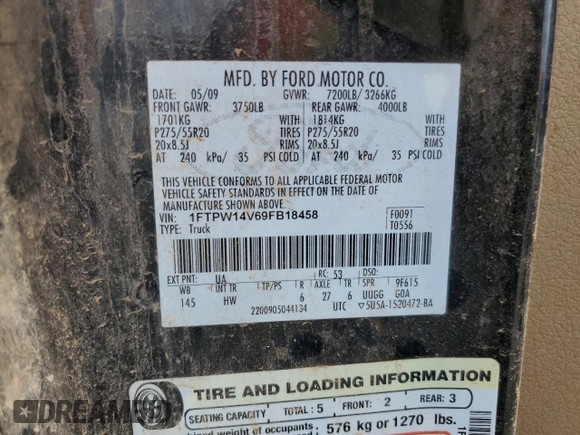 MFD. BY FORD MOTOR CO.
DATE: 05/09 GVWR: 7200LB/ 3266KG
FRONT GAWR: 3750LB REAR GAWR: 4000LB
1701KG WITH 1814KG WITH
P275/55R20 TIRES P275/55R20 TIRES
20x8.5J RIMS 20x8.5J RIMS
AT 240 kPa/ 35 PSI COLD AT 240 kPa/ 35 PSI COLD
THIS VEHICLE CONFORMS TO ALL APPLICABLE FEDERAL MOTOR
VEHICLE SAFETY STANDARDS IN EFFECT ON THE DATE OF
MANUFACTURE SHOWN ABOVE.
VIN: 1FTPW14V69FB18458 F0091
TYPE: Truck T0556
EXT PNT: UA RC: 53 DSO:
WB INT TR TP/PS R AXLE TR SPR 9F615
145 HW 6 27 6 UUGG GOA
2200905044134 UTC ▽5U5A-1520472-BA
TIRE AND LOADING INFORMATION
SEATING CAPACITY TOTAL: 5 FRONT: 2 REAR: 3
weight of occupants 576 kg or 1270 lbs.
DREAM